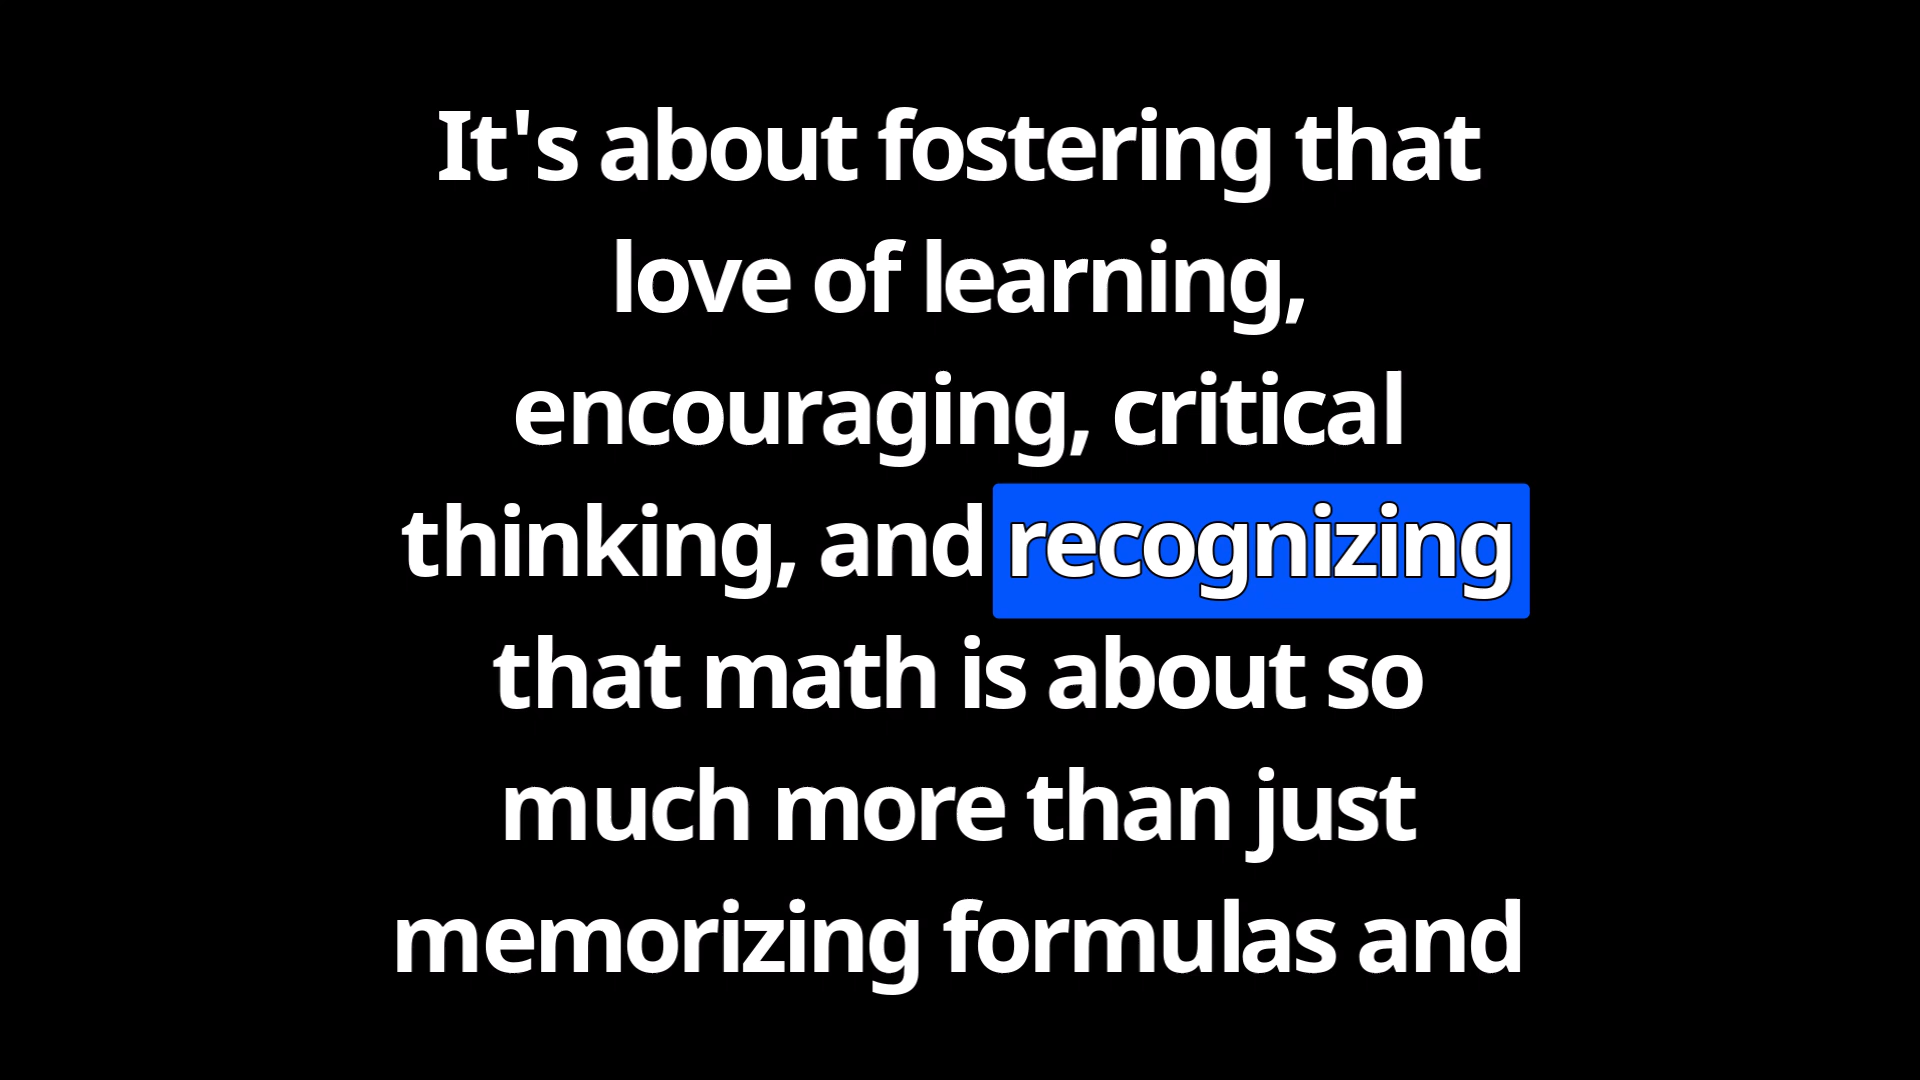 It's about fostering that
love of learning,
encouraging, critical
thinking, and recognizing
that math is about so
much more than just
memorizing formulas and